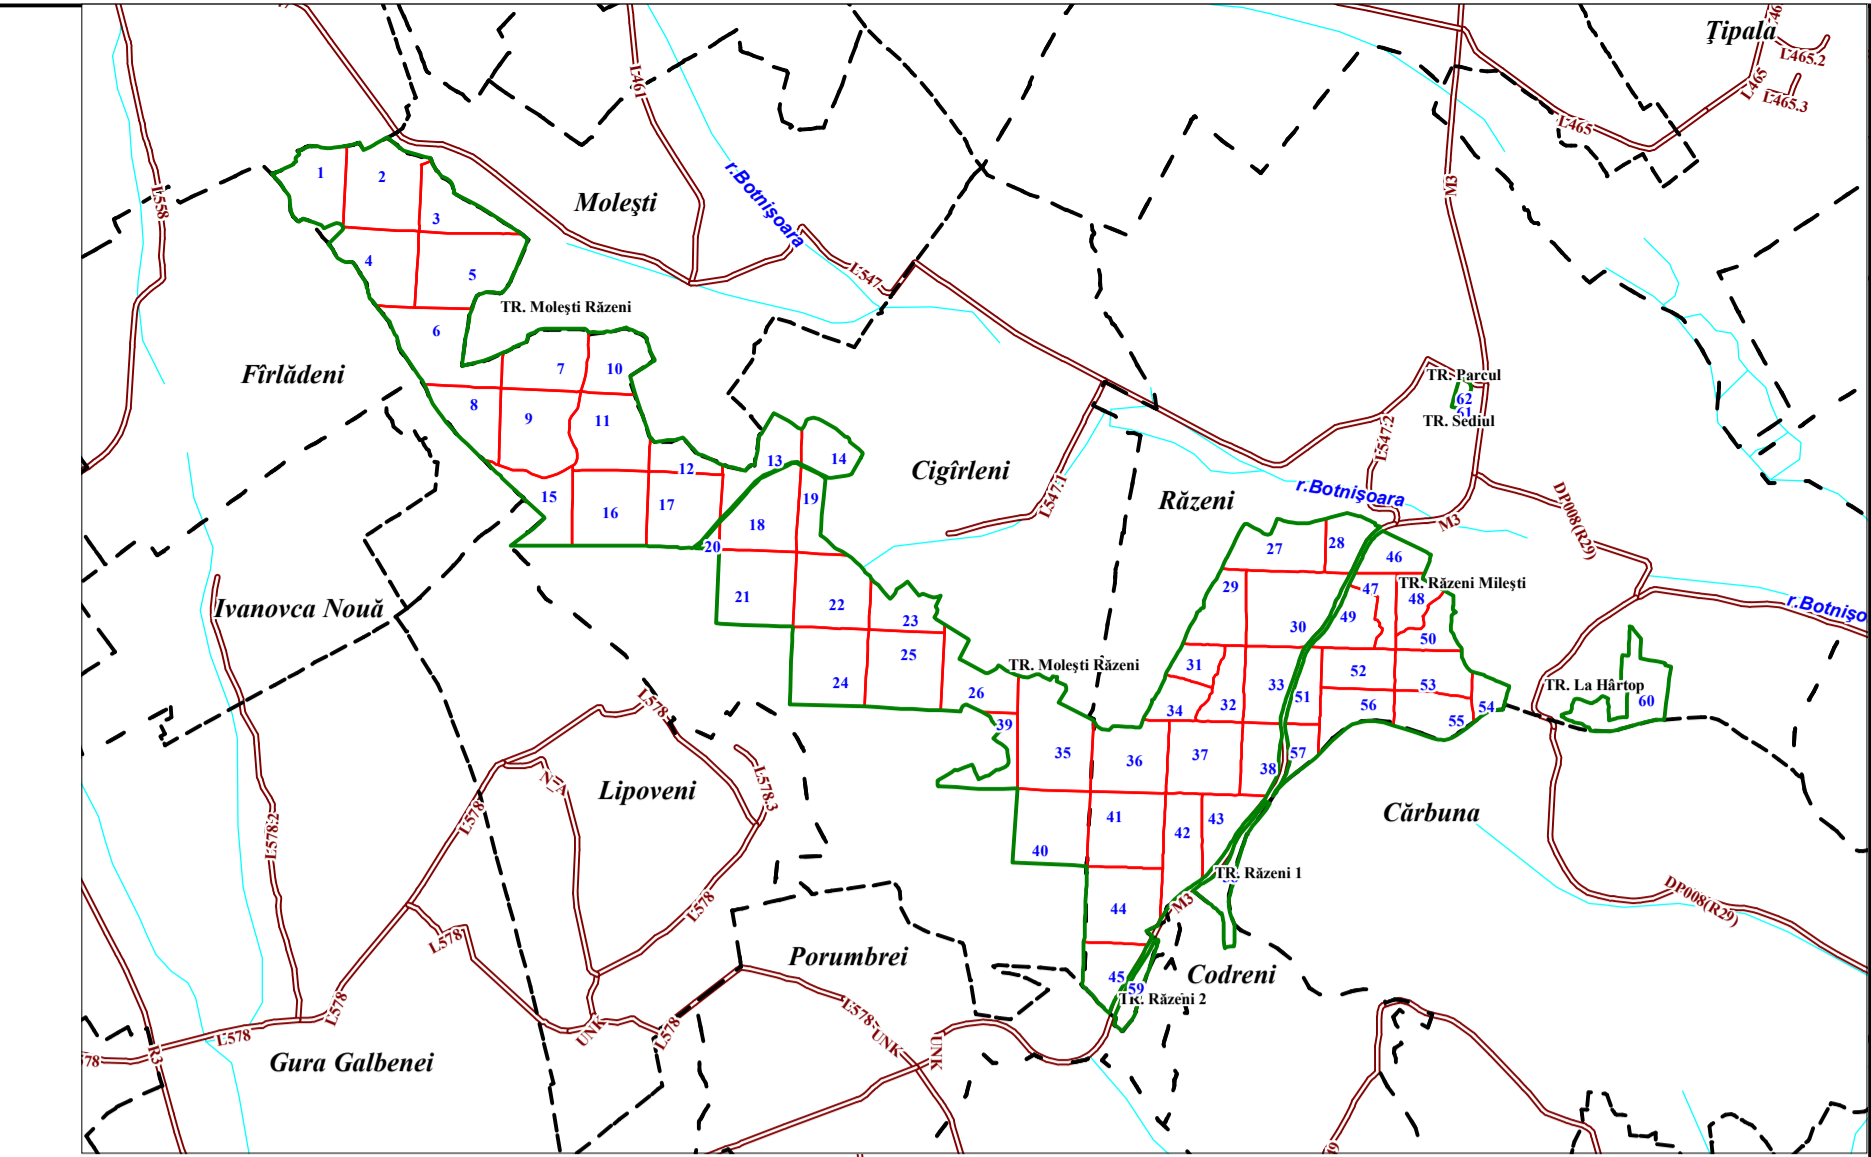 Ţipala
L465.2
L465
L465.3
L465
L461
M3
1
2
3
4
5
6
L558
Moleşti
r.Botnişoara
L547
TR. Moleşti Răzeni
Fîrlădeni
7
10
8
9
11
12
13
14
15
16
17
18
19
20
Cigîrleni
L547.1
Răzeni
r.Botnişoara
L547.2
TR. Parcul
62
61
TR. Sediul
M3
DP008(R29)
Ivanovca Nouă
21
22
23
24
25
26
27
28
46
29
47
TR. Răzeni Mileşti
48
30
49
50
r.Botnişo
TR. Moleşti Răzeni
31
33
51
52
53
54
34
32
56
55
TR. La Hârtop
60
39
35
36
37
38
57
L578
L578.3
N_A
Lipoveni
L578
L578.2
Cărbuna
41
42
43
40
TR. Răzeni 1
M3
44
L578
L578
DP008(R29)
Porumbrei
45
59
TR. Răzeni 2
Codreni
L578
L578
UNK
L578
L578
UNK
UNK
78
R3
Gura Galbenei